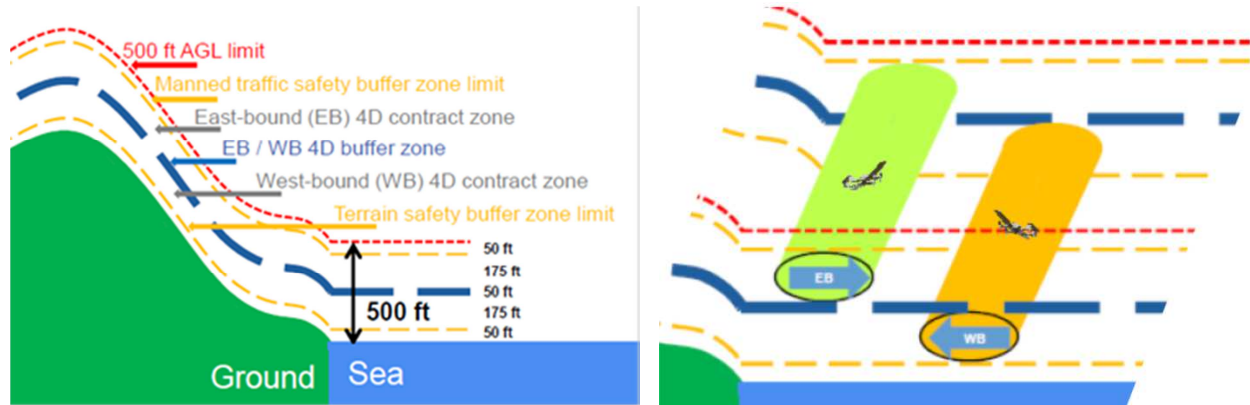 500 ft AGL limit
Manned traffic safety buffer zone limit
East-bound (EB) 4D contract zone
EB / WB 4D buffer zone
West-bound (WB) 4D contract zone
Terrain safety buffer zone limit
50 ft
175 ft
50 ft
175 ft
50 ft
500 ft
Ground
Sea
EB
WB